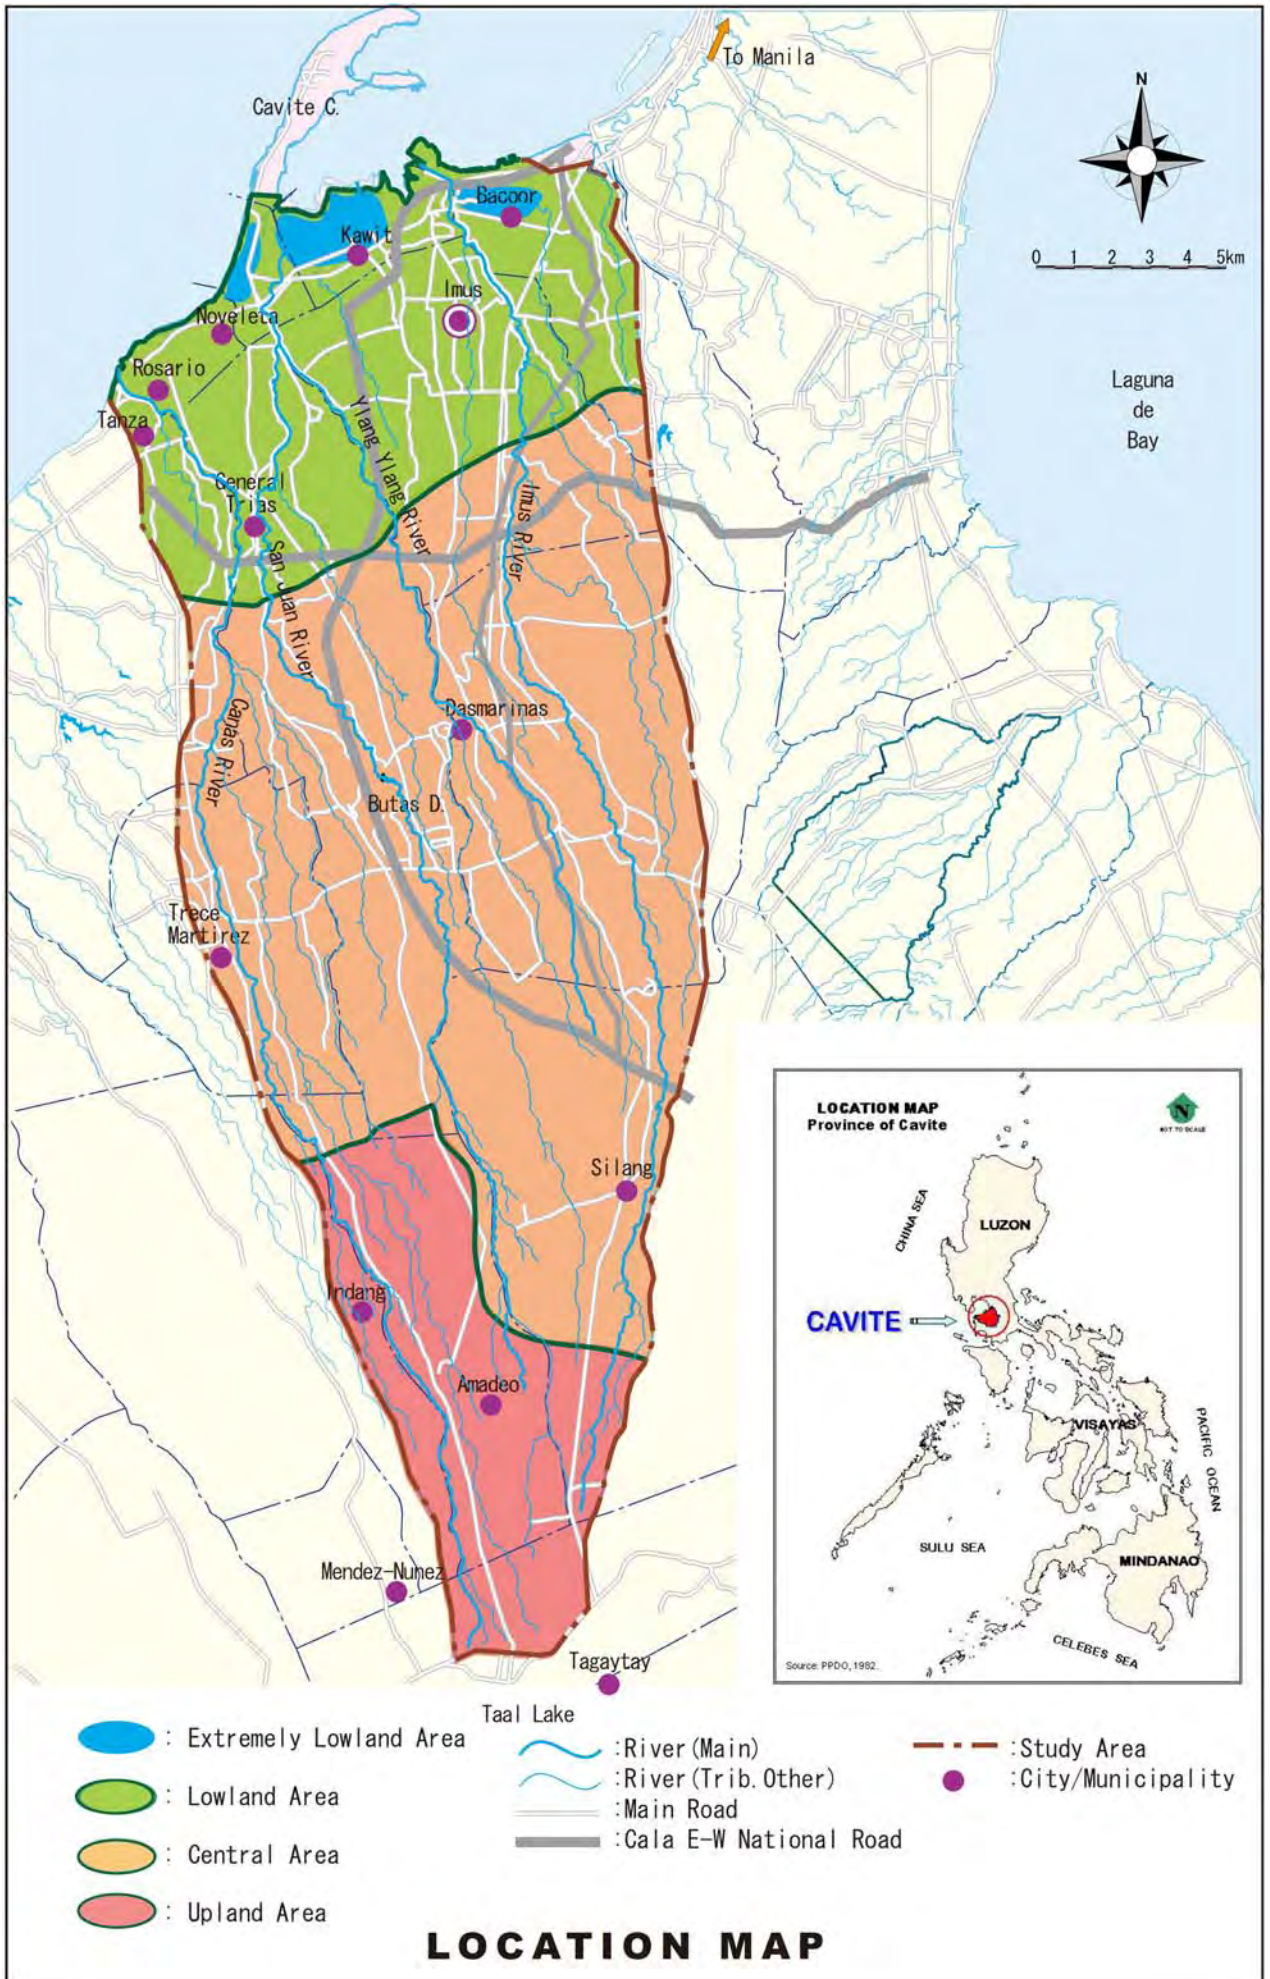 To Manila
Cavite C.
N
Bacoor
Kawit
0 1 2 3 4 5km
Imus
Noveleta
Rosario
Laguna
de
Bay
Tanza
Ylang Ylang River
General
Trias
Imus River
San Juan River
Canas River
Dasmarinas
Butas D.
Trece
Martirez
Silang
Indang
Amadeo
Mendez-Nunez
Tagaytay
Taal Lake
LOCATION MAP
Province of Cavite
N
NOT TO SCALE
CHINA SEA
LUZON
CAVITE
VISAYAS
PACIFIC OCEAN
SULU SEA
MINDANAO
CELEBES SEA
Source: PPDO, 1982.
: Extremely Lowland Area
: Lowland Area
: Central Area
: Upland Area
:River(Main)
:River(Trib.Other)
:Main Road
:Cala E-W National Road
:Study Area
:City/Municipality
LOCATION MAP